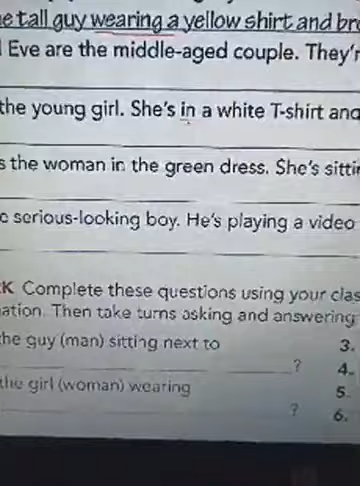 tall guy wearing a yellow shirt and
Eve are the middle-aged couple. They'r
the young girl. She's in a white T-shirt and
the woman in the green dress. She's sittin
serious-looking boy. He's playing a video
K Complete these questions using your clas
ation. Then take turns asking and answering
the guy (man) sitting next to 3.
? 4.
the girl (woman) wearing 5.
? 6.